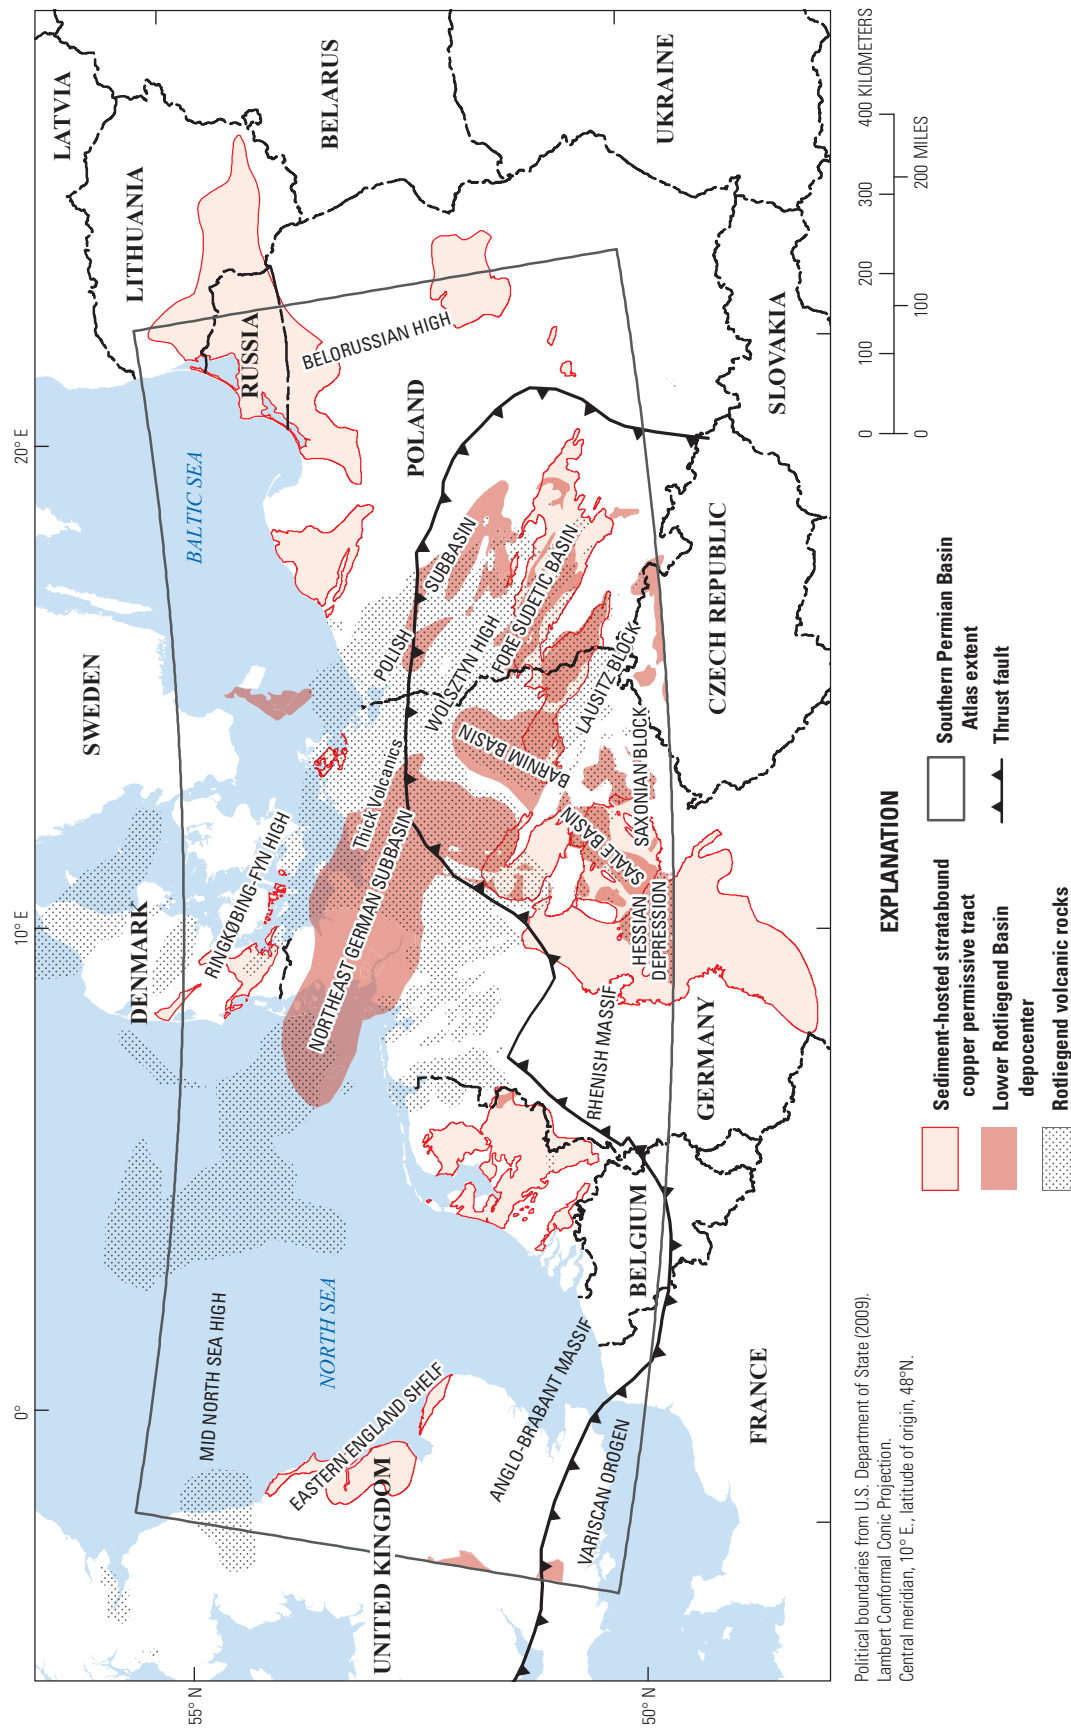 20° E
10° E
0°
55° N
50° N
LATVIA
LITHUANIA
BELARUS
UKRAINE
RUSSIA
BELORUSSIAN HIGH
POLAND
SLOVAKIA
BALTIC SEA
SWEDEN
POLISH SUBBASIN
WOLSZTYN HIGH
FORE SUDETIC BASIN
CZECH REPUBLIC
LAUSITZ BLOCK
BARNIM BASIN
Thick Volcanics
NORTHEAST GERMAN SUBBASIN
SAXONIAN BLOCK
SAALE BASIN
HESSIAN
DEPRESSION
RINGKØBING-FYN HIGH
DENMARK
RHENISH MASSIF
GERMANY
BELGIUM
NORTH SEA
MID NORTH SEA HIGH
EASTERN ENGLAND SHELF
ANGLO-BRABANT MASSIF
UNITED KINGDOM
VARISCAN OROGEN
FRANCE
0 100 200 300 400 KILOMETERS
0 100 200 MILES
Political boundaries from U.S. Department of State (2009).
Lambert Conformal Conic Projection.
Central meridian, 10° E., latitude of origin, 48°N.
EXPLANATION
Sediment-hosted stratabound
copper permissive tract
Lower Rotliegend Basin
depocenter
Rotliegend volcanic rocks
Southern Permian Basin
Atlas extent
Thrust fault